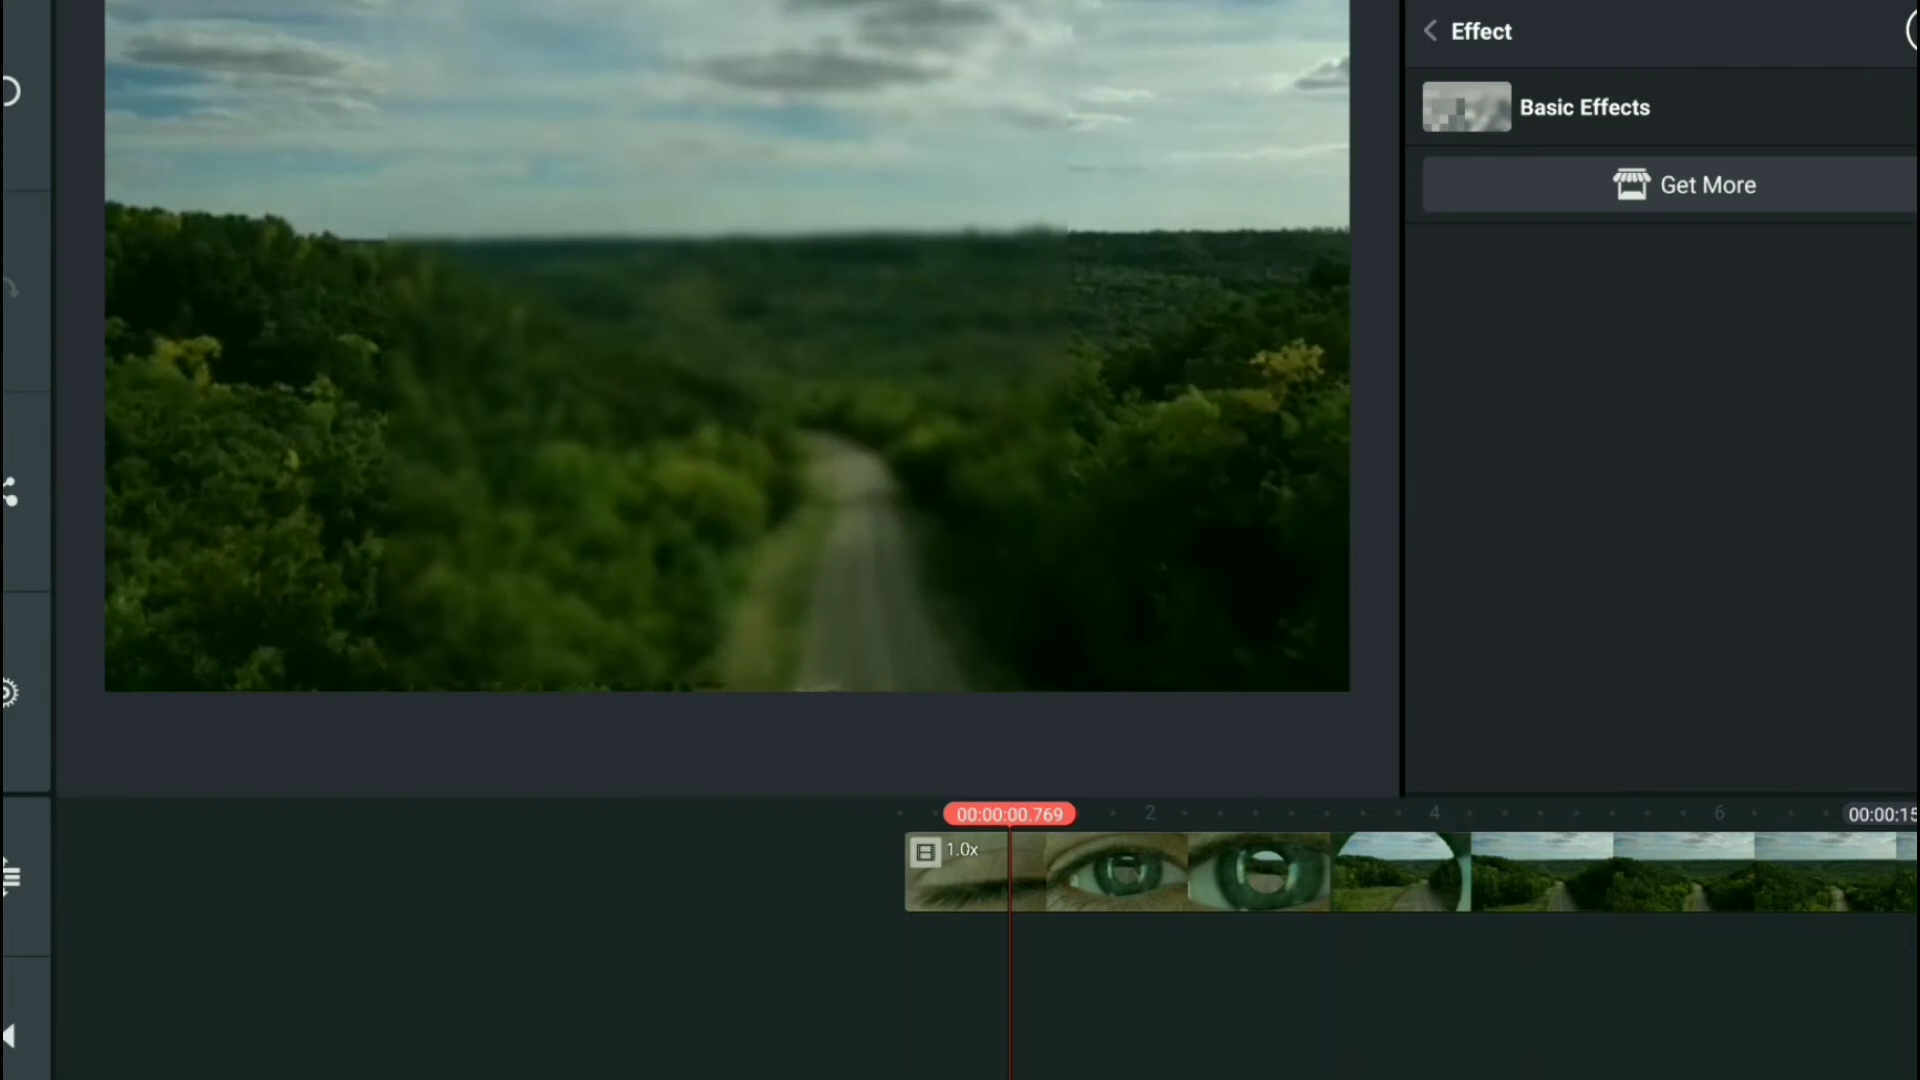 Effect
Basic Effects
Get More
00:00:00.769
2
4
6
00:00:15
1.0x